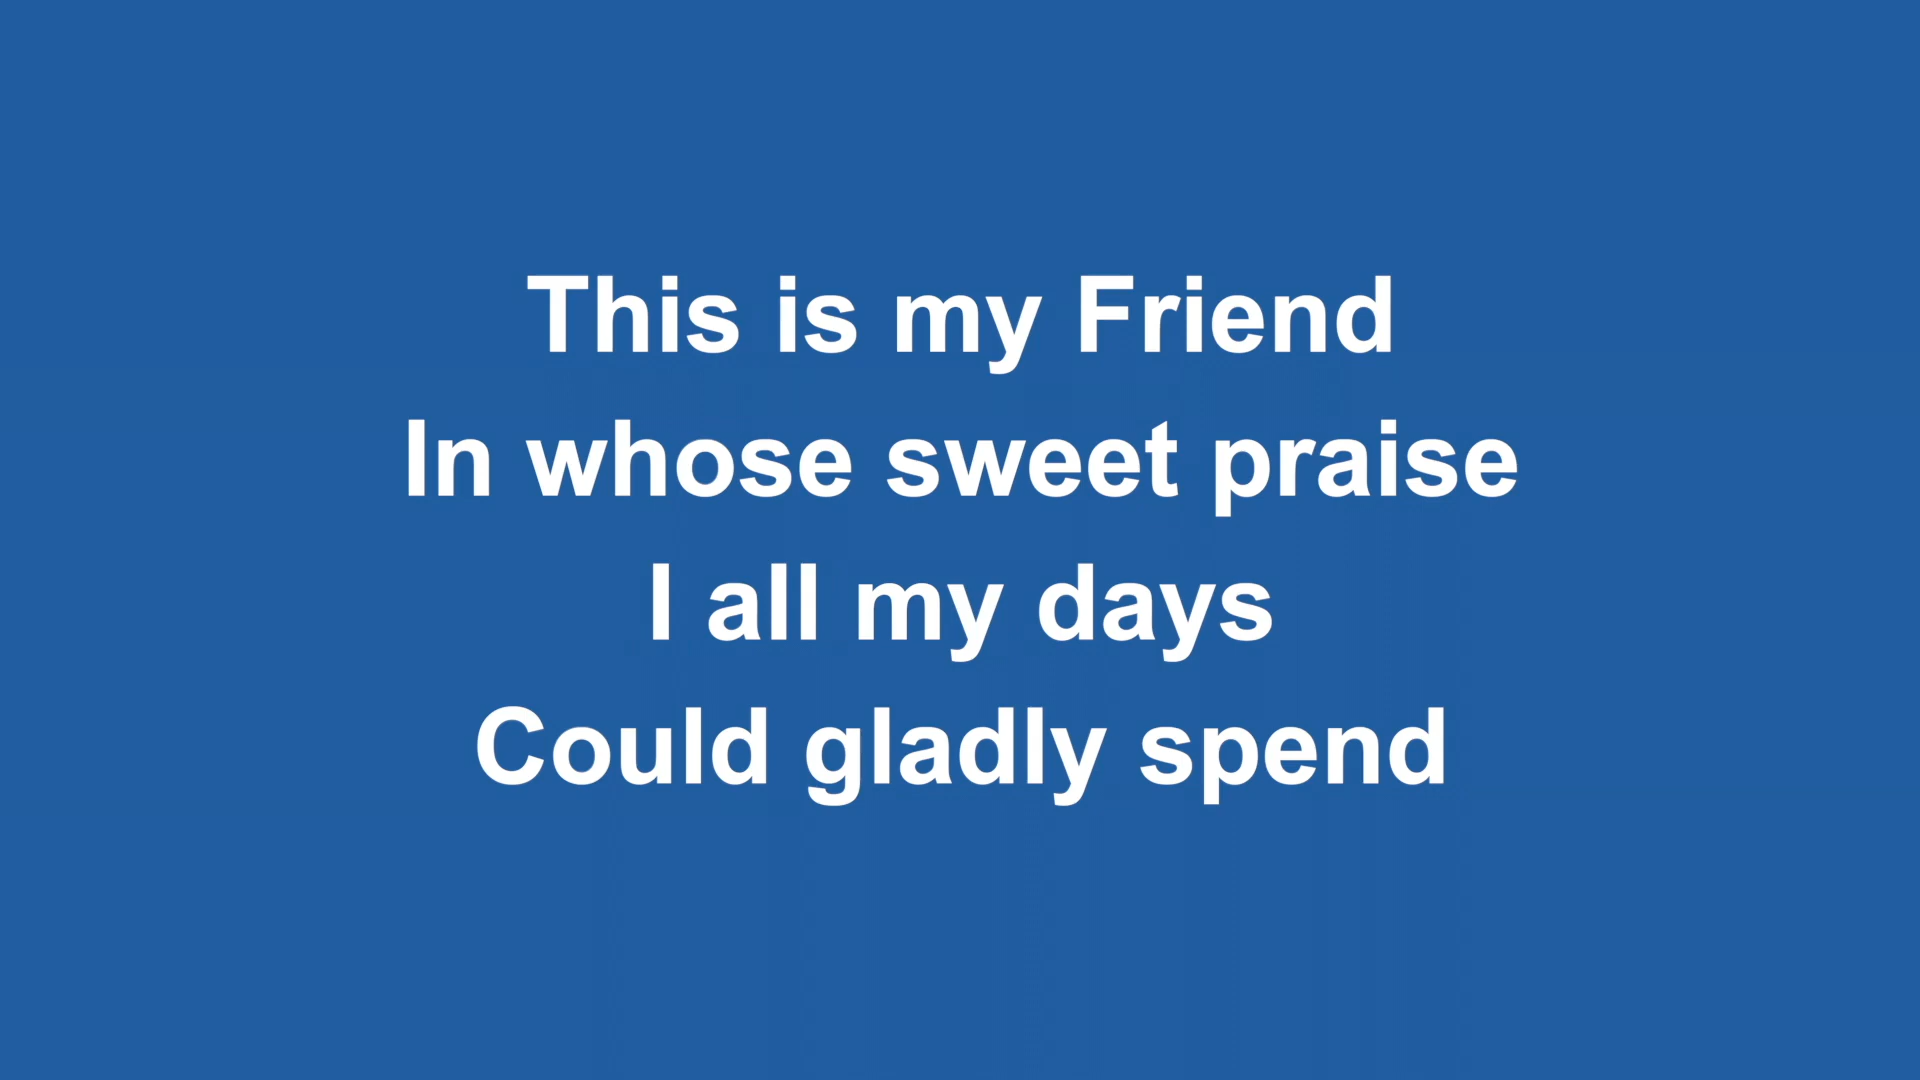 This is my Friend
In whose sweet praise
I all my days
Could gladly spend